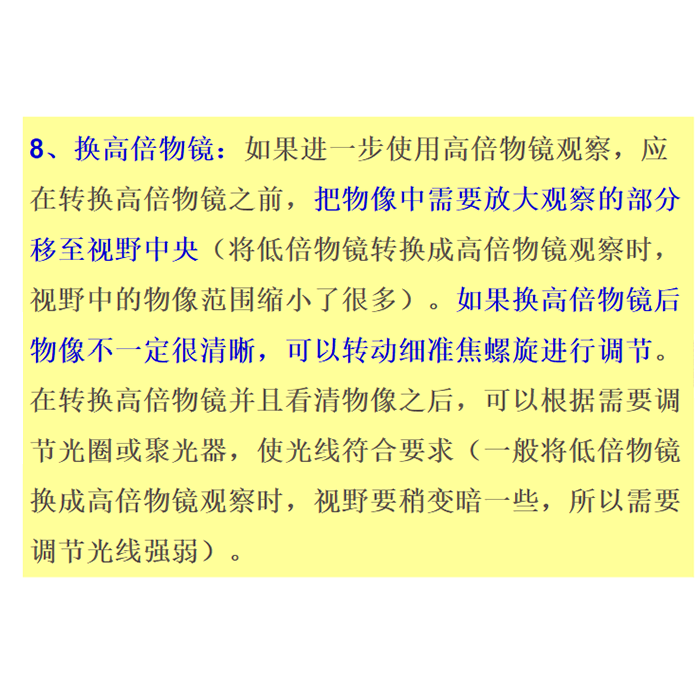 8、换高倍物镜：如果进一步使用高倍物镜观察，应
在转换高倍物镜之前，把物像中需要放大观察的部分
移至视野中央（将低倍物镜转换成高倍物镜观察时，
视野中的物像范围缩小了很多）。如果换高倍物镜后
物像不一定很清晰，可以转动细准焦螺旋进行调节。
在转换高倍物镜并且看清物像之后，可以根据需要调
节光圈或聚光器，使光线符合要求（一般将低倍物镜
换成高倍物镜观察时，视野要稍变暗一些，所以需要
调节光线强弱）。